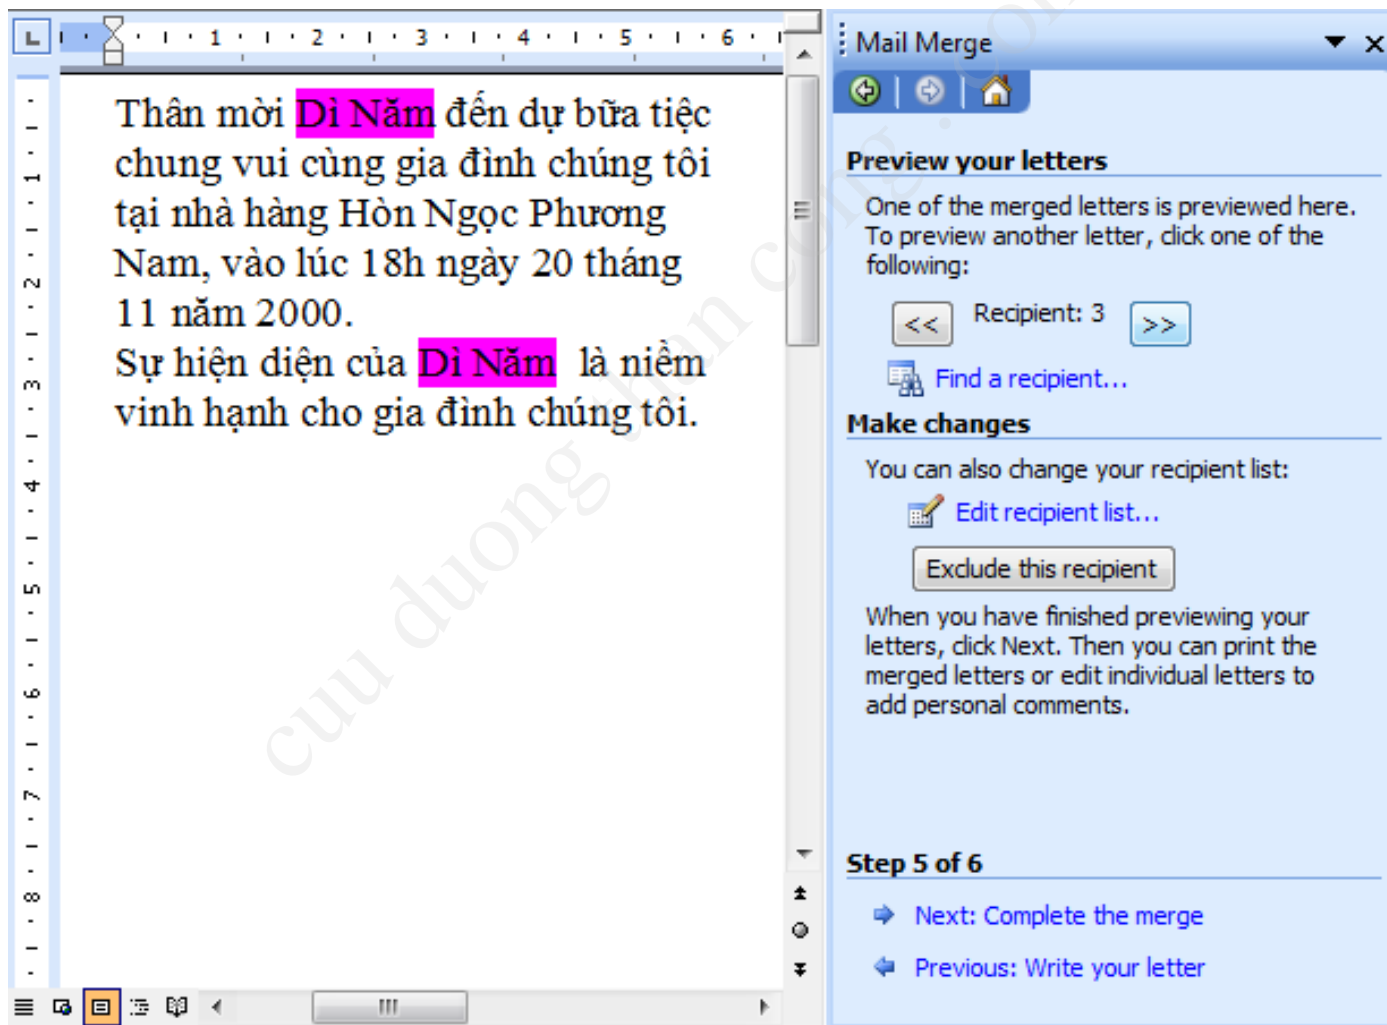 L 1 2 3 4 5 6
1 2 3 4 5 6 7 8
Thân mời Dì Năm đến dự bữa tiệc
chung vui cùng gia đình chúng tôi
tại nhà hàng Hòn Ngọc Phương
Nam, vào lúc 18h ngày 20 tháng
11 năm 2000.
Sự hiện diện của Dì Năm là niềm
vinh hạnh cho gia đình chúng tôi.
Mail Merge
Preview your letters
One of the merged letters is previewed here.
To preview another letter, click one of the
following:
<< Recipient: 3 >>
Find a recipient...
Make changes
You can also change your recipient list:
Edit recipient list...
Exclude this recipient
When you have finished previewing your
letters, click Next. Then you can print the
merged letters or edit individual letters to
add personal comments.
Step 5 of 6
Next: Complete the merge
Previous: Write your letter
cuu duong than cong . com